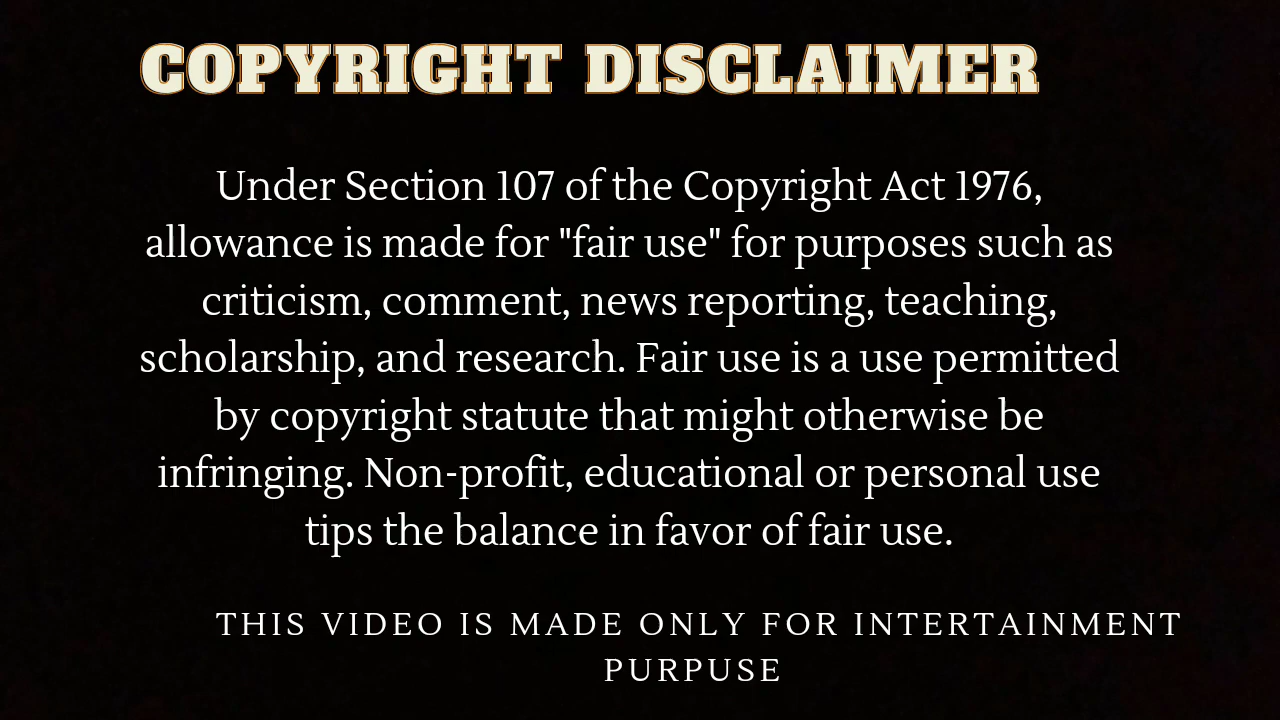 COPYRIGHT DISCLAIMER
Under Section 107 of the Copyright Act 1976,
allowance is made for "fair use" for purposes such as
criticism, comment, news reporting, teaching,
scholarship, and research. Fair use is a use permitted
by copyright statute that might otherwise be
infringing. Non-profit, educational or personal use
tips the balance in favor of fair use.
THIS VIDEO IS MADE ONLY FOR INTERTAINMENT
PURPUSE